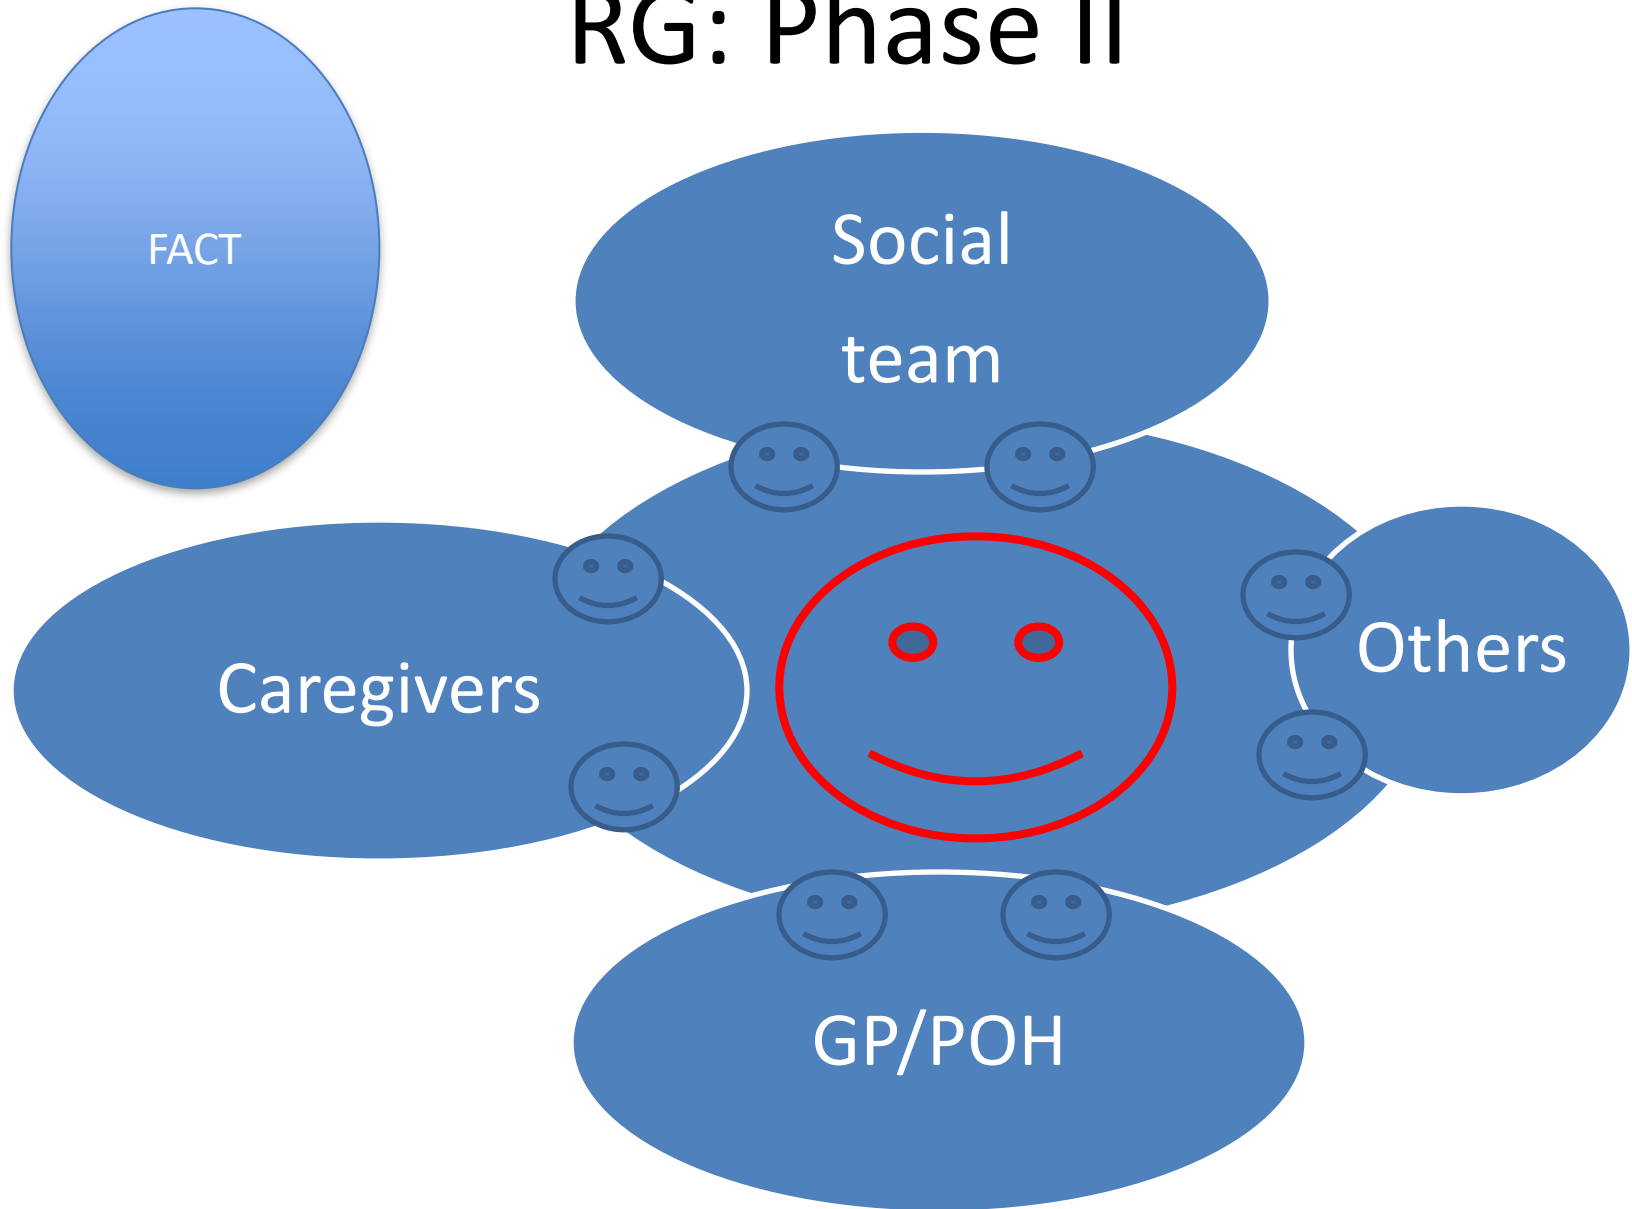 RG: Phase II
FACT
Social
team
Caregivers
Others
GP/POH